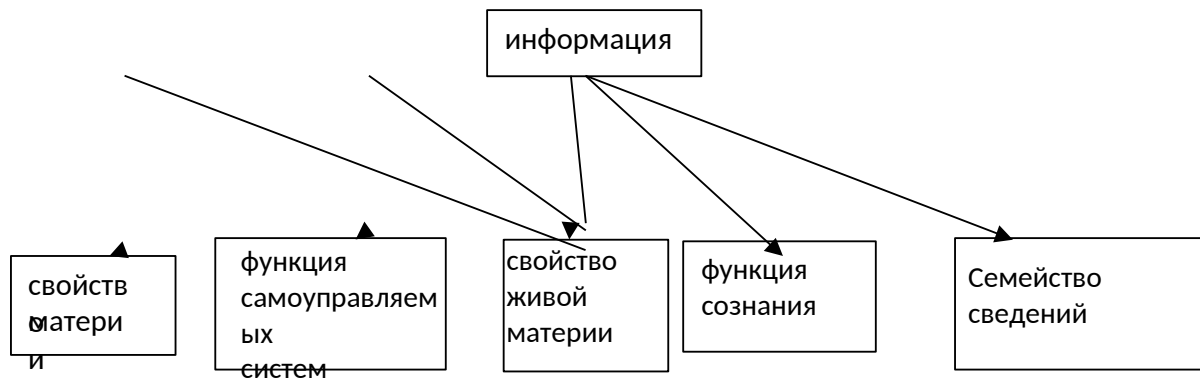 информация
свойств
о
матери
и
функция
самоуправляем
ых
систем
свойство
живой
материи
функция
сознания
Семейство
сведений